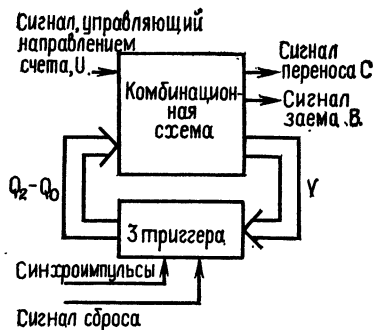 Сигнал, управляющий
направлением
счета, U.
Сигнал
переноса C
Комбинацион-
ная
схема
Сигнал
заема B.
Q2-Q0
Y
3 триггера
Синхроимпульсы
Сигнал сброса